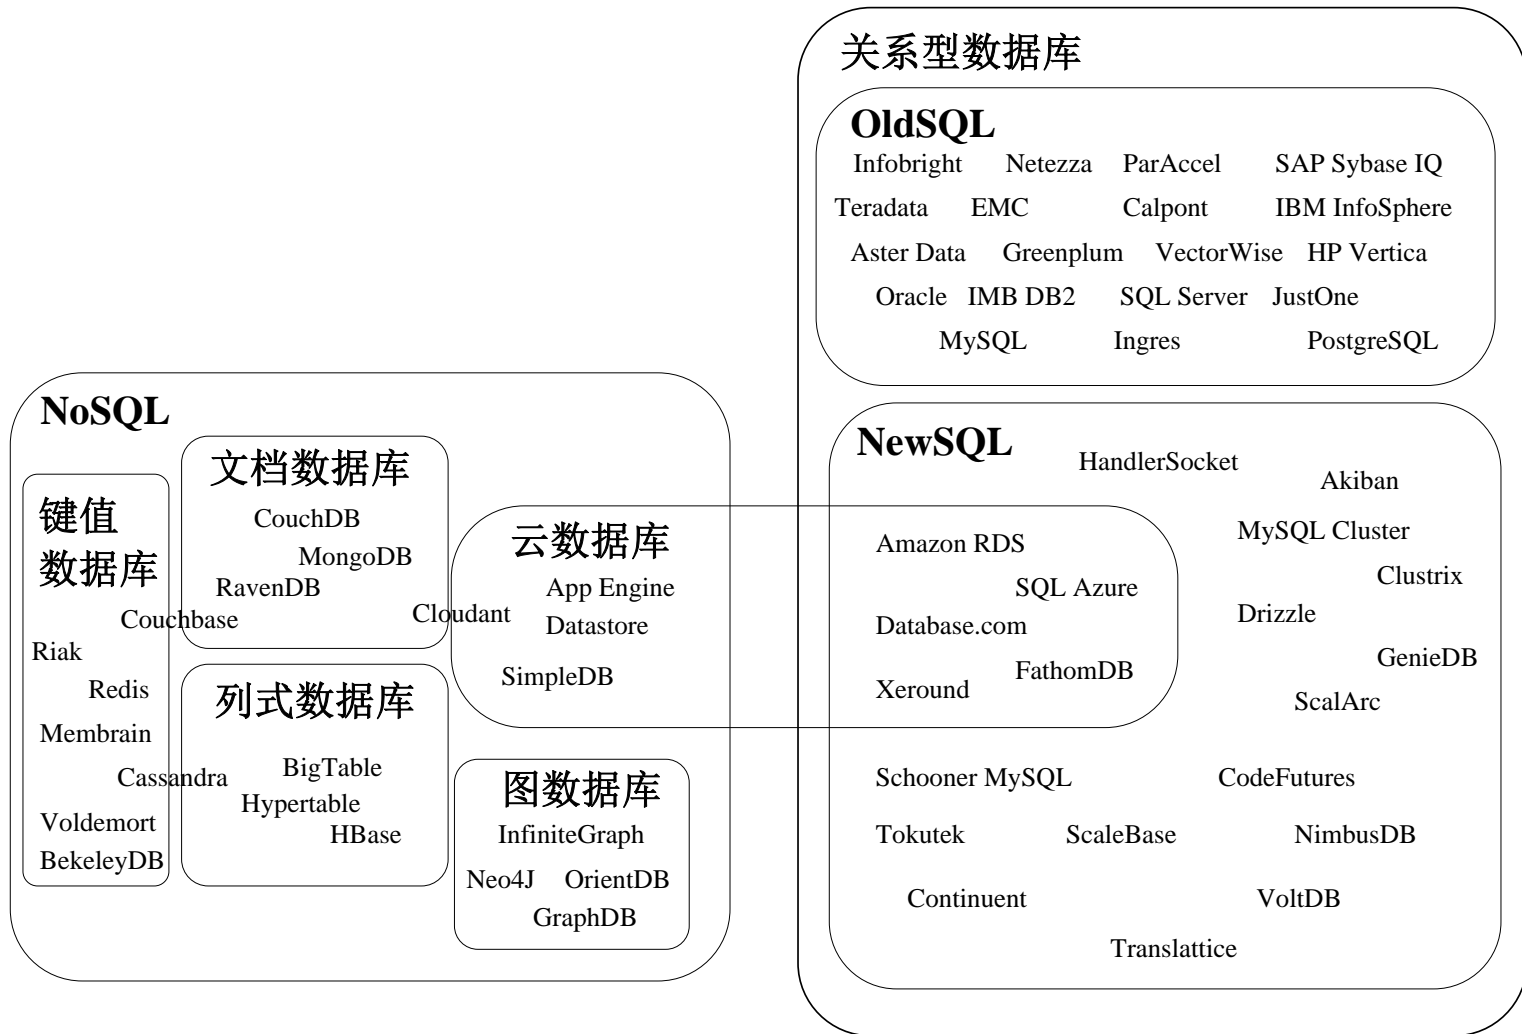 关系型数据库
OldSQL
Infobright Netezza ParAccel SAP Sybase IQ
Teradata EMC Calpont IBM InfoSphere
Aster Data Greenplum VectorWise HP Vertica
Oracle IMB DB2 SQL Server JustOne
MySQL Ingres PostgreSQL
NoSQL
键值
数据库
Couchbase
Riak
Redis
Membrain
Cassandra
Voldemort
BekeleyDB
文档数据库
CouchDB
MongoDB
RavenDB
Cloudant
列式数据库
BigTable
Hypertable
HBase
云数据库
App Engine
Datastore
SimpleDB
图数据库
InfiniteGraph
Neo4J OrientDB
GraphDB
NewSQL
HandlerSocket
Akiban
Amazon RDS
MySQL Cluster
SQL Azure
Clustrix
Database.com
Drizzle
FathomDB
GenieDB
Xeround
ScalArc
Schooner MySQL CodeFutures
Tokutek ScaleBase NimbusDB
Continuent VoltDB
Translattice